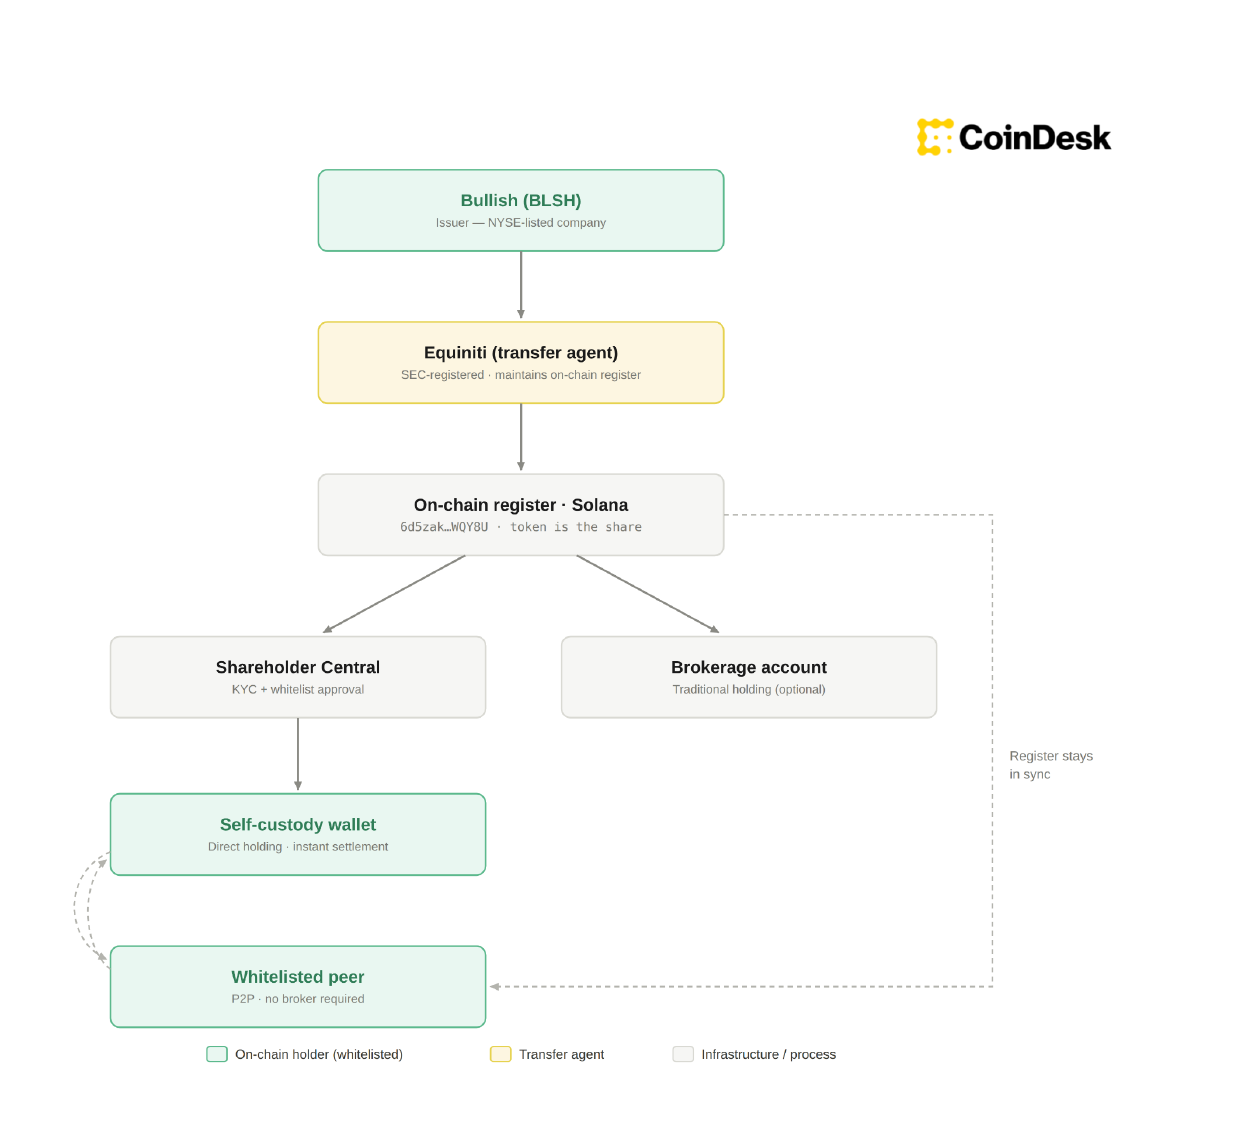 CoinDesk
Bullish (BLSH)
Issuer — NYSE-listed company
Equiniti (transfer agent)
SEC-registered · maintains on-chain register
On-chain register · Solana
6d5zak…WQY8U · token is the share
Shareholder Central
KYC + whitelist approval
Brokerage account
Traditional holding (optional)
Register stays
in sync
Self-custody wallet
Direct holding · instant settlement
Whitelisted peer
P2P · no broker required
On-chain holder (whitelisted)
Transfer agent
Infrastructure / process